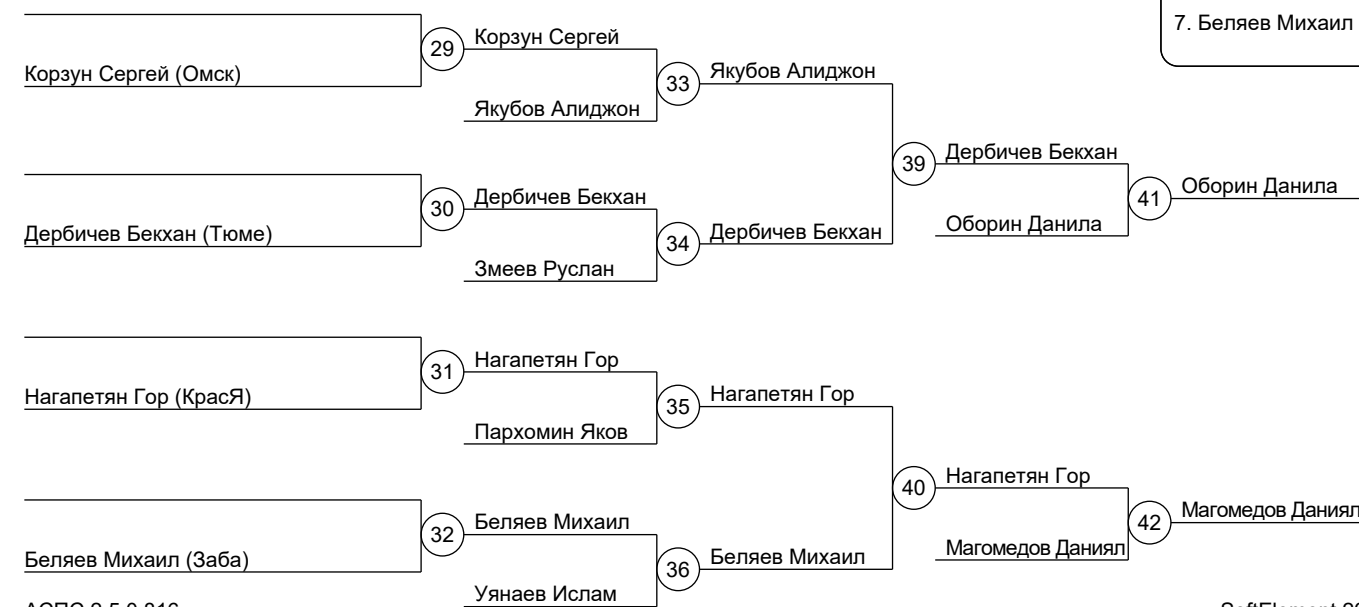 7. Беляев Михаил
29
Корзун Сергей
Корзун Сергей (Омск)
33
Якубов Алиджон
Якубов Алиджон
39
Дербичев Бекхан
30
Дербичев Бекхан
Дербичев Бекхан (Тюме)
34
Дербичев Бекхан
Змеев Руслан
Оборин Данила
41
Оборин Данила
31
Нагапетян Гор
Нагапетян Гор (КрасЯ)
35
Нагапетян Гор
Пархомин Яков
40
Нагапетян Гор
32
Беляев Михаил
Беляев Михаил (Заба)
36
Беляев Михаил
Уянаев Ислам
Магомедов Даниял
42
Магомедов Даниял